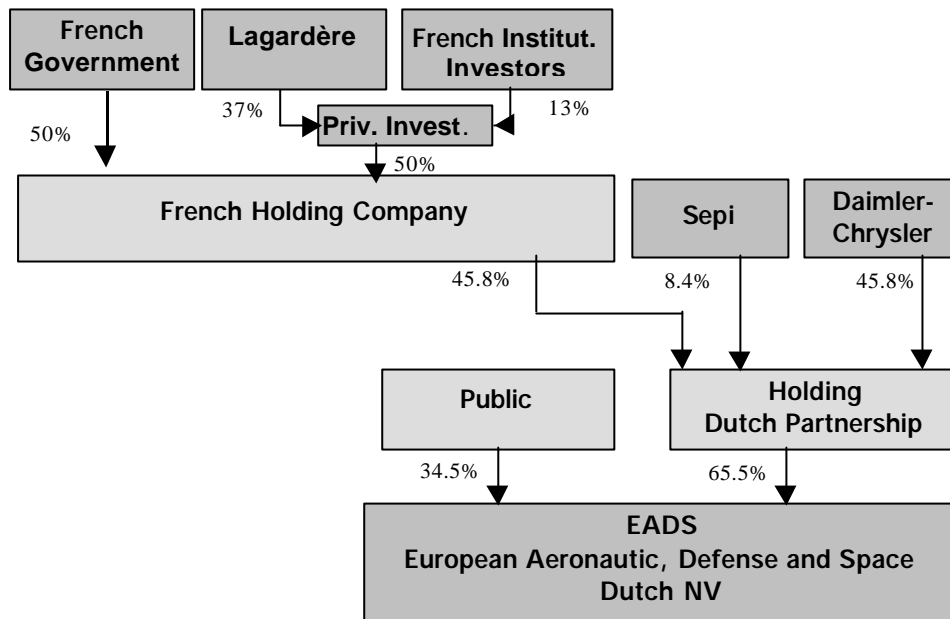 French
Government
Lagardère
French Institut.
Investors
37%
13%
50%
Priv. Invest.
50%
French Holding Company
Sepi
Daimler-
Chrysler
45.8%
8.4%
45.8%
Public
Holding
Dutch Partnership
34.5%
65.5%
EADS
European Aeronautic, Defense and Space
Dutch NV